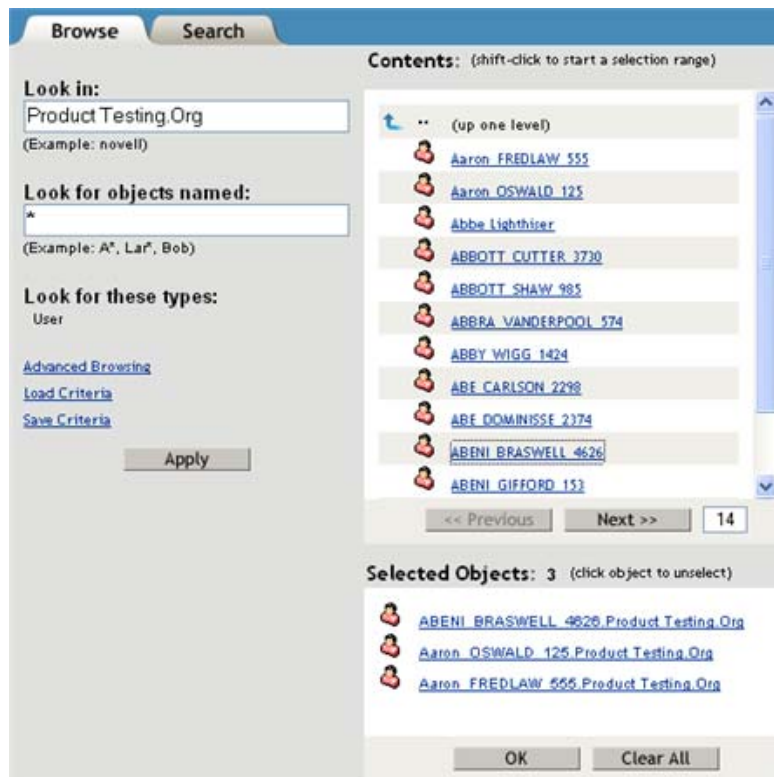 Browse Search
Look in:
Product Testing.Org
(Example: novell)
Look for objects named:
*
(Example: A*, Lar*, Bob)
Look for these types:
User
Advanced Browsing
Load Criteria
Save Criteria
Apply
Contents: (shift-click to start a selection range)
.. (up one level)
Aaron FREDLAW 555
Aaron OSWALD 125
Abbe Lighthiser
ABBOTT CUTTER 3730
ABBOTT SHAW 985
ABBRA VANDERPOOL 574
ABBY WIGG 1424
ABE CARLSON 2298
ABE DOMINISSE 2374
ABENI BRASWELL 4626
ABENI GIFFORD 153
<< Previous Next >> 14
Selected Objects: 3 (click object to unselect)
ABENI BRASWELL 4626.Product Testing.Org
Aaron OSWALD 125.Product Testing.Org
Aaron FREDLAW 555.Product Testing.Org
OK Clear All